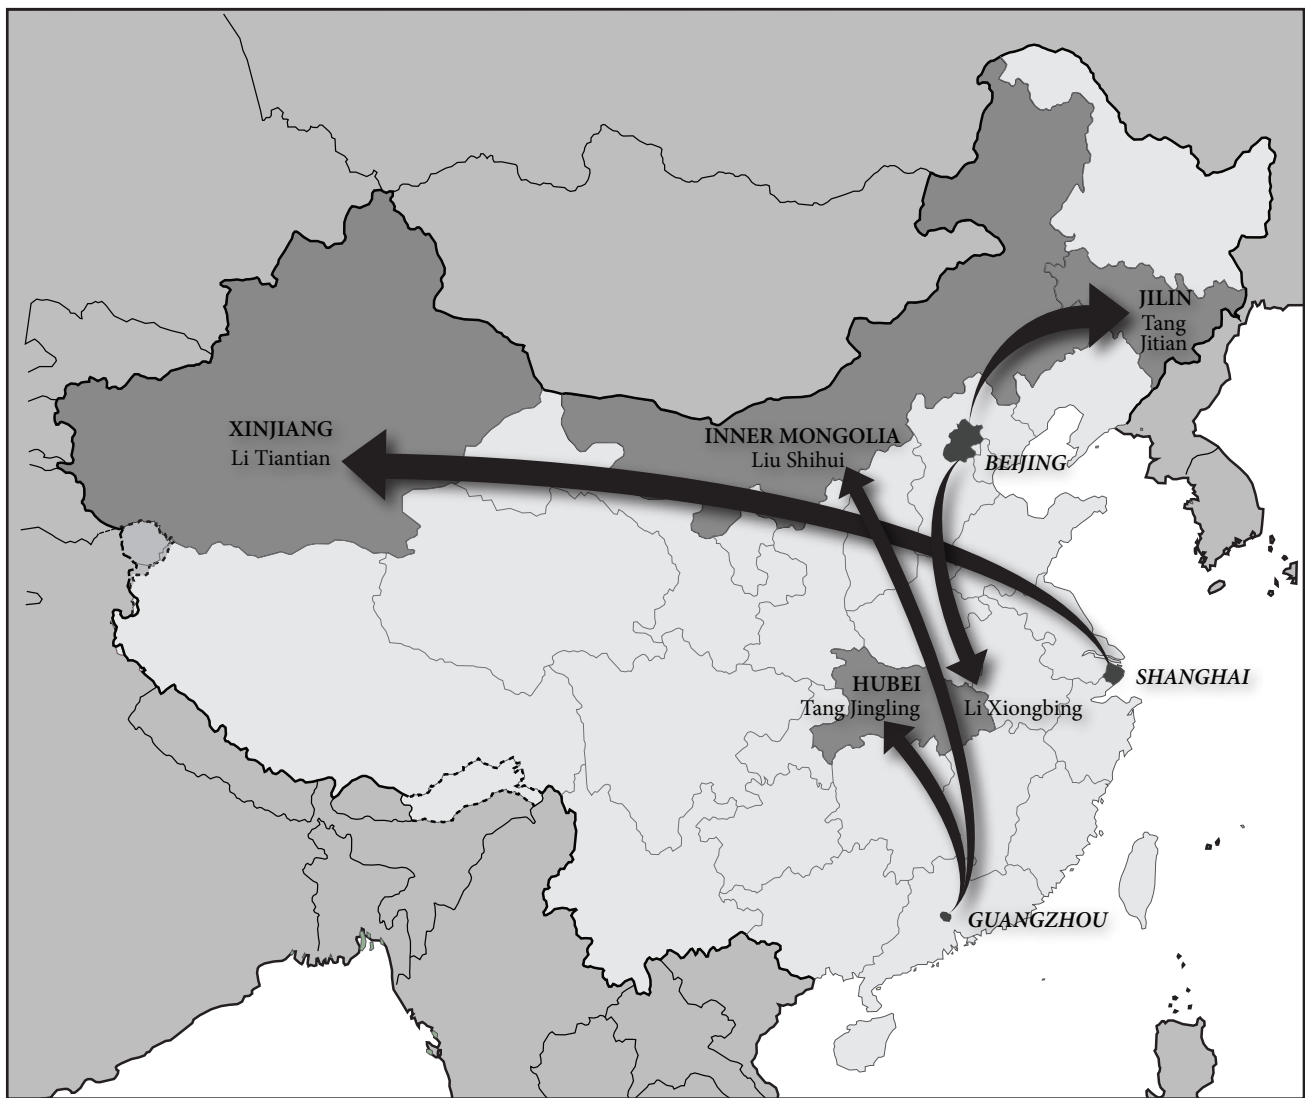 JILIN
Tang
Jitian
XINJIANG
Li Tiantian
INNER MONGOLIA
Liu Shihui
BEIJING
SHANGHAI
HUBEI
Tang Jingling
Li Xiongbing
GUANGZHOU